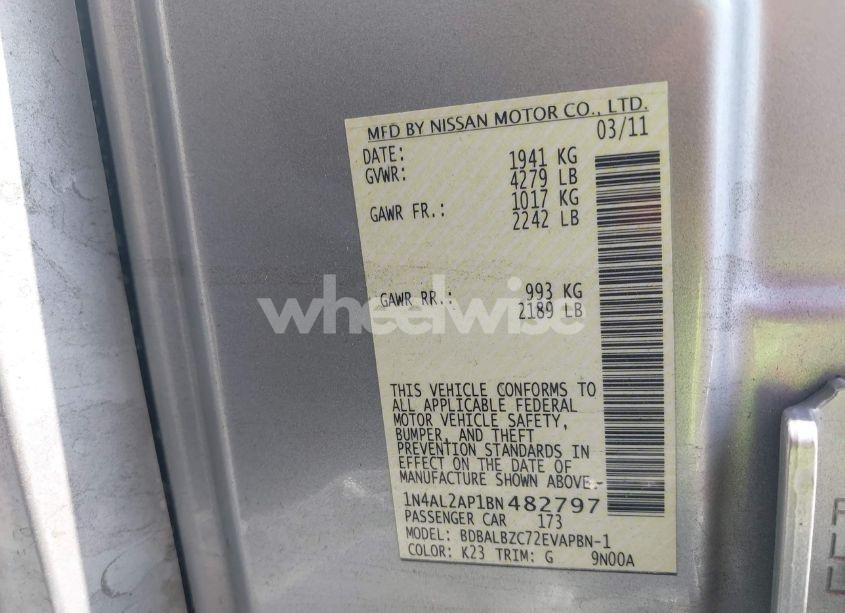 MFD BY NISSAN MOTOR CO., LTD.
DATE: 03/11
GVWR: 1941 KG
4279 LB
GAWR FR.: 1017 KG
2242 LB
GAWR RR.: 993 KG
2189 LB
wheelwise
THIS VEHICLE CONFORMS TO
ALL APPLICABLE FEDERAL
MOTOR VEHICLE SAFETY,
BUMPER, AND THEFT
PREVENTION STANDARDS IN
EFFECT ON THE DATE OF
MANUFACTURE SHOWN ABOVE.-
1N4AL2AP1BN482797
PASSENGER CAR 173
MODEL: BDBALBZC72EVAPBN-1
COLOR: K23 TRIM: G 9N00A